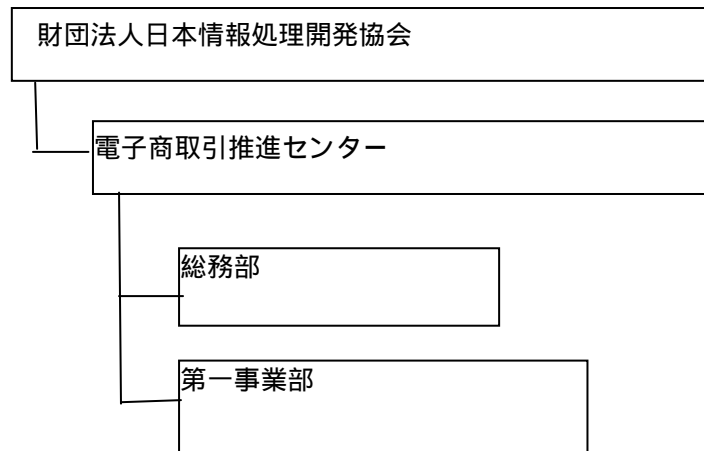 財団法人日本情報処理開発協会
電子商取引推進センター
総務部
第一事業部